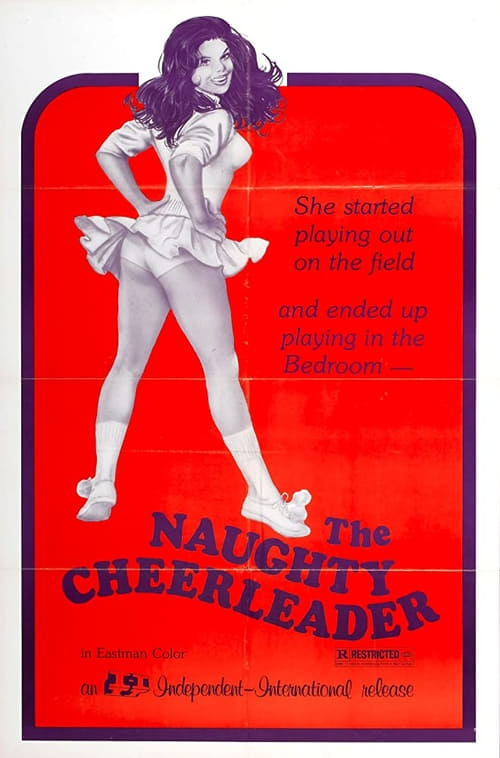 She started
playing out
on the field
and ended up
playing in the
Bedroom —
The
NAUGHTY
CHEERLEADER
in Eastman Color
R RESTRICTED
an Independent-International release